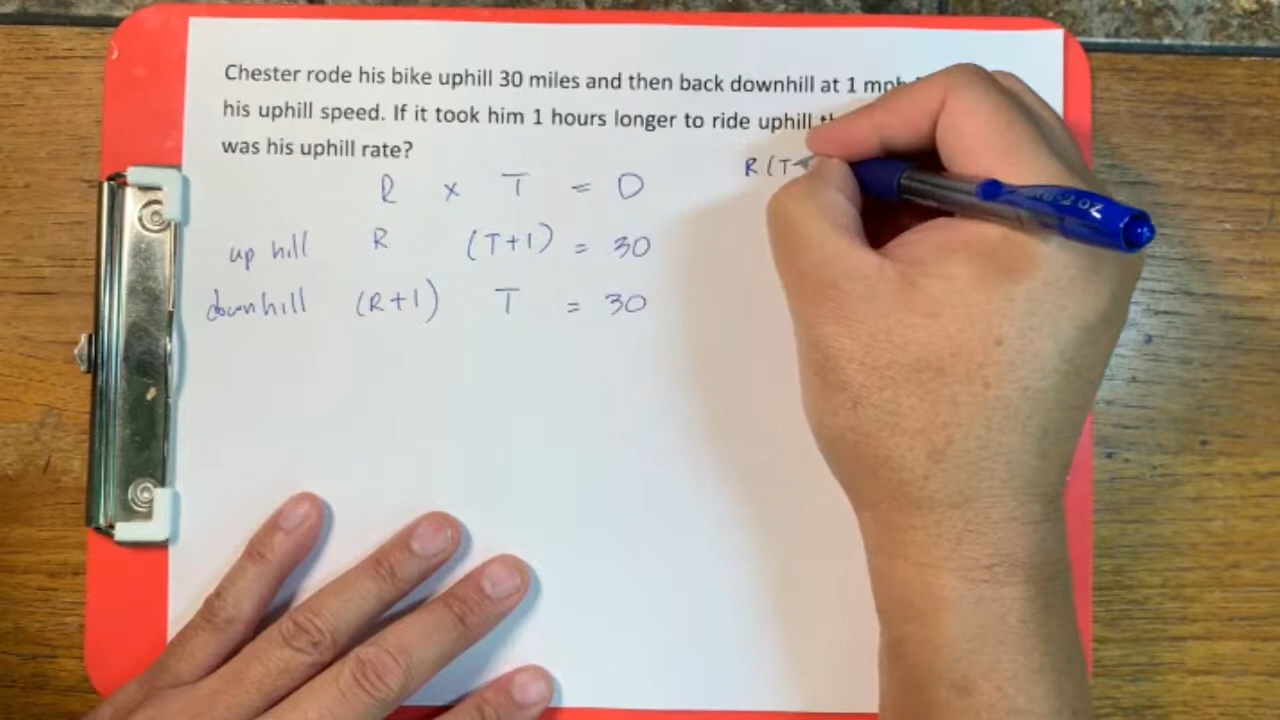 Chester rode his bike uphill 30 miles and then back downhill at 1 mph
his uphill speed. If it took him 1 hours longer to ride uphill
was his uphill rate?
R (T
R x T = D
up hill R (T+1) = 30
downhill (R+1) T = 30